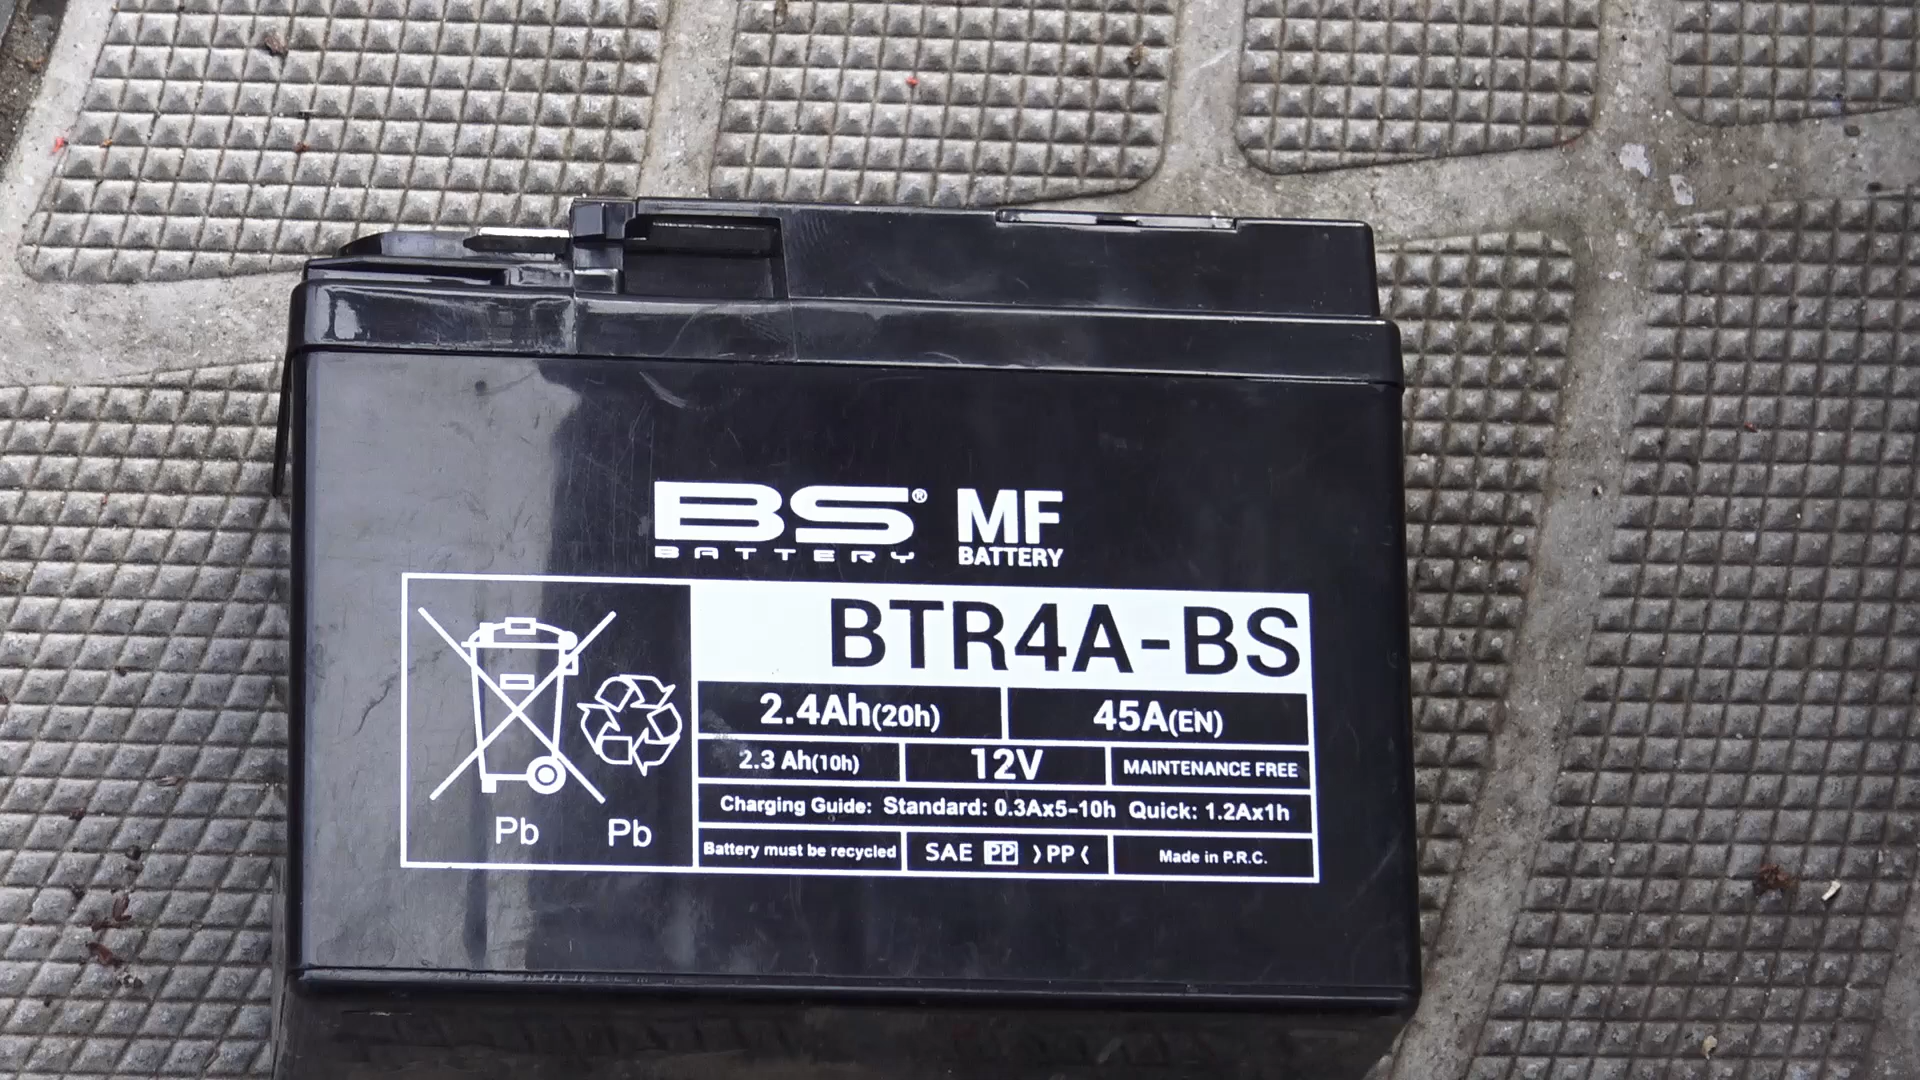 BS® MF
BATTERY BATTERY
BTR4A-BS
2.4Ah(20h) 45A(EN)
2.3 Ah(10h) 12V MAINTENANCE FREE
Charging Guide: Standard: 0.3Ax5-10h Quick: 1.2Ax1h
Pb Pb
Battery must be recycled SAE PP >PP< Made in P.R.C.